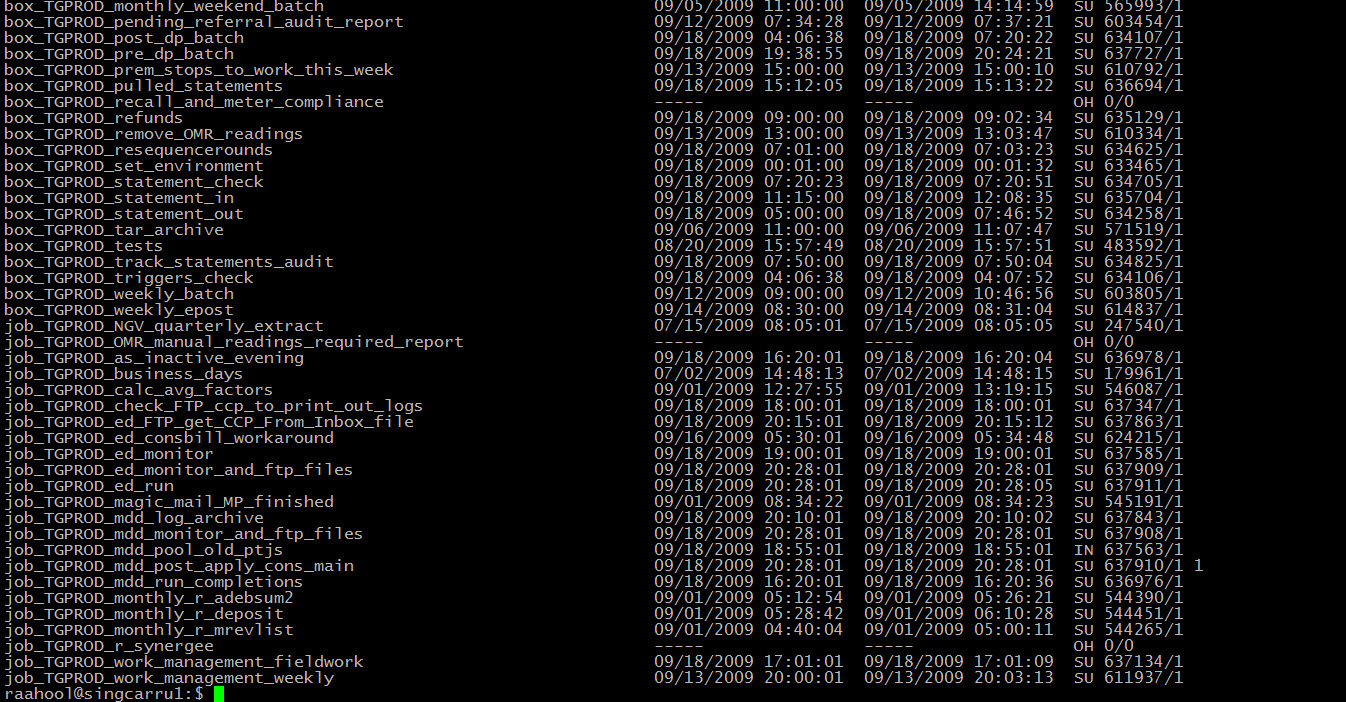 box_TGPROD_monthly_weekend_batch 09/05/2009 11:00:00 09/05/2009 14:14:59 SU 565993/1
box_TGPROD_pending_referral_audit_report 09/12/2009 07:34:28 09/12/2009 07:37:21 SU 603454/1
box_TGPROD_post_dp_batch 09/18/2009 04:06:38 09/18/2009 07:20:22 SU 634107/1
box_TGPROD_pre_dp_batch 09/18/2009 19:38:55 09/18/2009 20:24:21 SU 637727/1
box_TGPROD_prem_stops_to_work_this_week 09/13/2009 15:00:00 09/13/2009 15:00:10 SU 610792/1
box_TGPROD_pulled_statements 09/18/2009 15:12:05 09/18/2009 15:13:22 SU 636694/1
box_TGPROD_recall_and_meter_compliance ----- ----- OH 0/0
box_TGPROD_refunds 09/18/2009 09:00:00 09/18/2009 09:02:34 SU 635129/1
box_TGPROD_remove_OMR_readings 09/13/2009 13:00:00 09/13/2009 13:03:47 SU 610334/1
box_TGPROD_resequencerounds 09/18/2009 07:01:00 09/18/2009 07:03:23 SU 634625/1
box_TGPROD_set_environment 09/18/2009 00:01:00 09/18/2009 00:01:32 SU 633465/1
box_TGPROD_statement_check 09/18/2009 07:20:23 09/18/2009 07:20:51 SU 634705/1
box_TGPROD_statement_in 09/18/2009 11:15:00 09/18/2009 12:08:35 SU 635704/1
box_TGPROD_statement_out 09/18/2009 05:00:00 09/18/2009 07:46:52 SU 634258/1
box_TGPROD_tar_archive 09/06/2009 11:00:00 09/06/2009 11:07:47 SU 571519/1
box_TGPROD_tests 08/20/2009 15:57:49 08/20/2009 15:57:51 SU 483592/1
box_TGPROD_track_statements_audit 09/18/2009 07:50:00 09/18/2009 07:50:04 SU 634825/1
box_TGPROD_triggers_check 09/18/2009 04:06:38 09/18/2009 04:07:52 SU 634106/1
box_TGPROD_weekly_batch 09/12/2009 09:00:00 09/12/2009 10:46:56 SU 603805/1
box_TGPROD_weekly_epost 09/14/2009 08:30:00 09/14/2009 08:31:04 SU 614837/1
job_TGPROD_NGV_quarterly_extract 07/15/2009 08:05:01 07/15/2009 08:05:05 SU 247540/1
job_TGPROD_OMR_manual_readings_required_report ----- ----- OH 0/0
job_TGPROD_as_inactive_evening 09/18/2009 16:20:01 09/18/2009 16:20:04 SU 636978/1
job_TGPROD_business_days 07/02/2009 14:48:13 07/02/2009 14:48:15 SU 179961/1
job_TGPROD_calc_avg_factors 09/01/2009 12:27:55 09/01/2009 13:19:15 SU 546087/1
job_TGPROD_check_FTP_ccp_to_print_out_logs 09/18/2009 18:00:01 09/18/2009 18:00:01 SU 637347/1
job_TGPROD_ed_FTP_get_CCP_From_Inbox_file 09/18/2009 20:15:01 09/18/2009 20:15:12 SU 637863/1
job_TGPROD_ed_consbill_workaround 09/16/2009 05:30:01 09/16/2009 05:34:48 SU 624215/1
job_TGPROD_ed_monitor 09/18/2009 19:00:01 09/18/2009 19:00:01 SU 637585/1
job_TGPROD_ed_monitor_and_ftp_files 09/18/2009 20:28:01 09/18/2009 20:28:01 SU 637909/1
job_TGPROD_ed_run 09/18/2009 20:28:01 09/18/2009 20:28:05 SU 637911/1
job_TGPROD_magic_mail_MP_finished 09/01/2009 08:34:22 09/01/2009 08:34:23 SU 545191/1
job_TGPROD_mdd_log_archive 09/18/2009 20:10:01 09/18/2009 20:10:02 SU 637843/1
job_TGPROD_mdd_monitor_and_ftp_files 09/18/2009 20:28:01 09/18/2009 20:28:01 SU 637908/1
job_TGPROD_mdd_pool_old_ptjs 09/18/2009 18:55:01 09/18/2009 18:55:01 IN 637563/1
job_TGPROD_mdd_post_apply_cons_main 09/18/2009 20:28:01 09/18/2009 20:28:01 SU 637910/1 1
job_TGPROD_mdd_run_completions 09/18/2009 16:20:01 09/18/2009 16:20:36 SU 636976/1
job_TGPROD_monthly_r_adebsum2 09/01/2009 05:12:54 09/01/2009 05:26:21 SU 544390/1
job_TGPROD_monthly_r_deposit 09/01/2009 05:28:42 09/01/2009 06:10:28 SU 544451/1
job_TGPROD_monthly_r_mrevlist 09/01/2009 04:40:04 09/01/2009 05:00:11 SU 544265/1
job_TGPROD_r_synergee ----- ----- OH 0/0
job_TGPROD_work_management_fieldwork 09/18/2009 17:01:01 09/18/2009 17:01:09 SU 637134/1
job_TGPROD_work_management_weekly 09/13/2009 20:00:01 09/13/2009 20:03:13 SU 611937/1
raahool@singcarru1:$